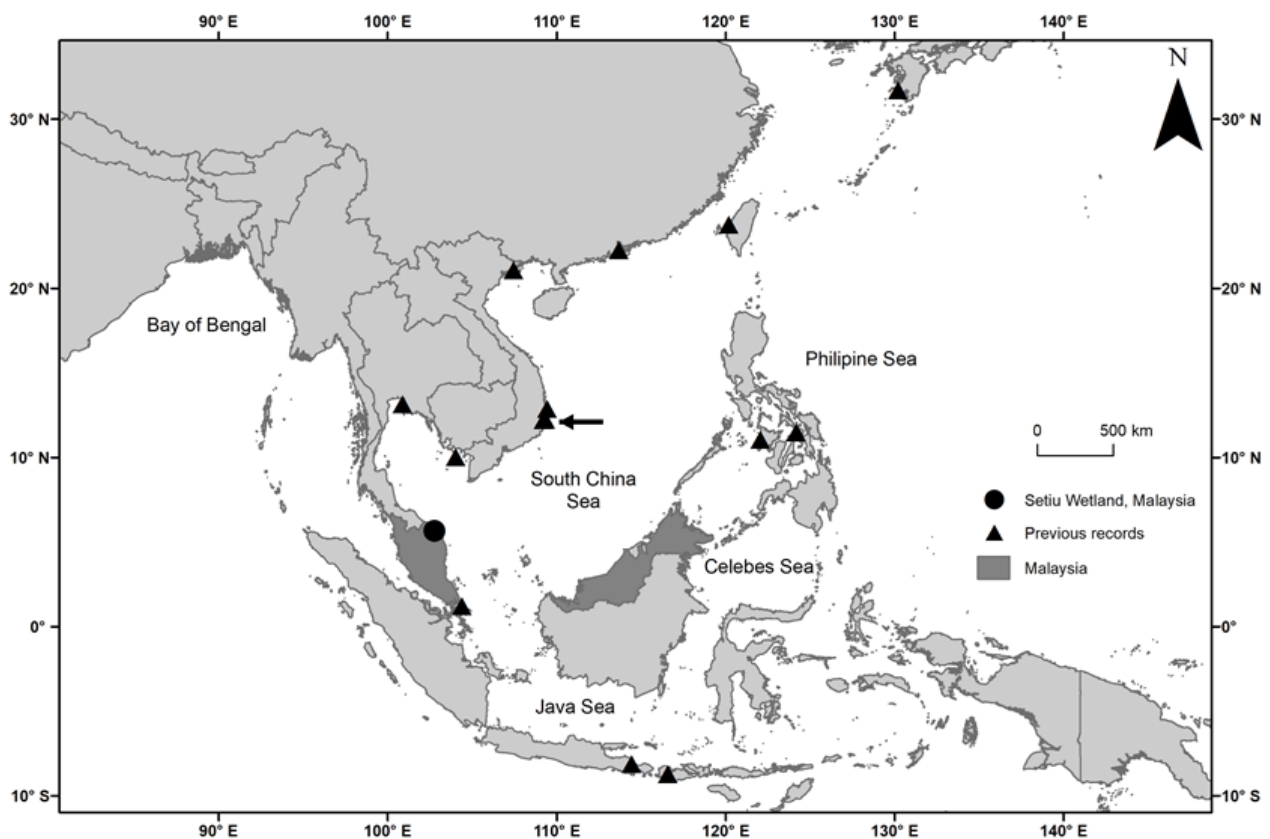 90° E 100° E 110° E 120° E 130° E 140° E
N
30° N 30° N
20° N 20° N
Bay of Bengal
Philipine Sea
0 500 km
10° N 10° N
South China
Sea
Setiu Wetland, Malaysia
Previous records
Celebes Sea
Malaysia
0° 0°
Java Sea
10° S 10° S
90° E 100° E 110° E 120° E 130° E 140° E